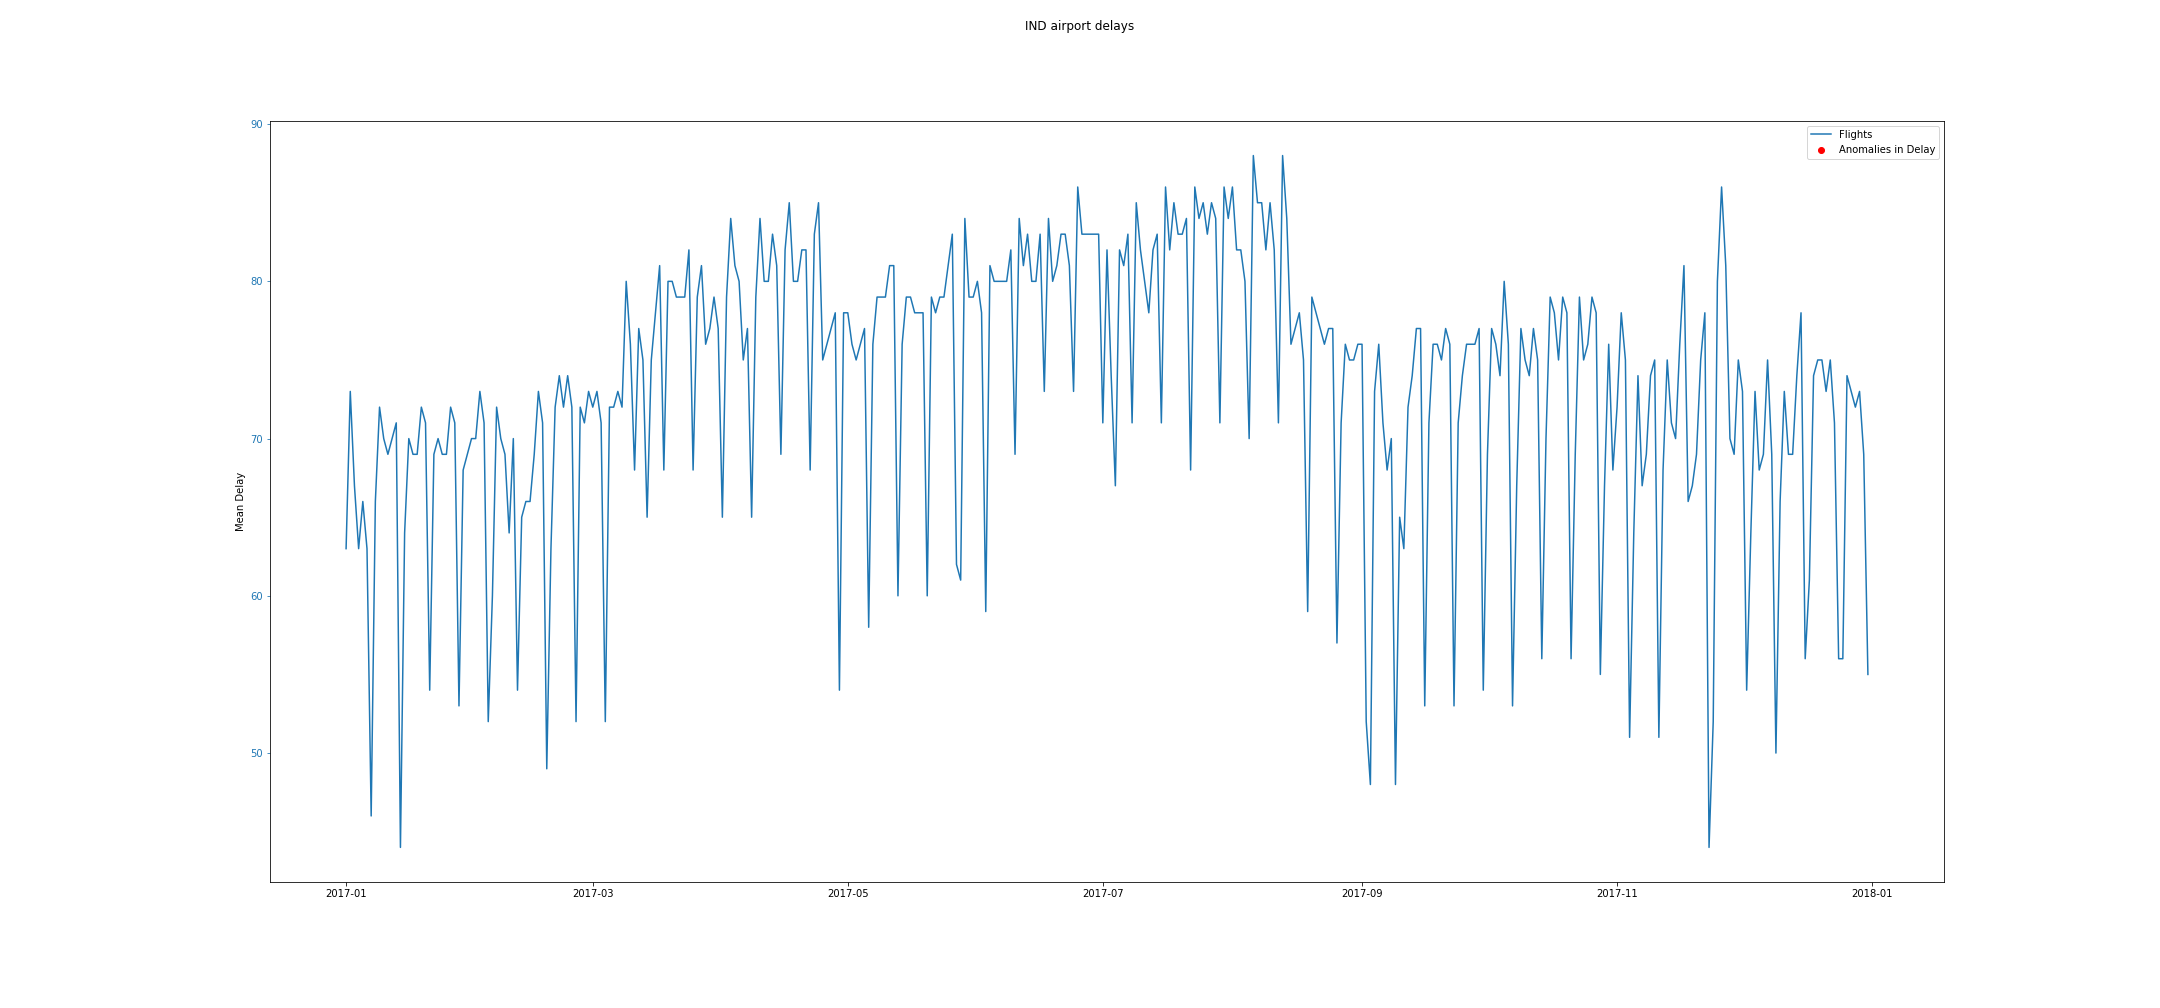 IND airport delays
90
80
70
60
50
Mean Delay
Flights
Anomalies in Delay
2017-01 2017-03 2017-05 2017-07 2017-09 2017-11 2018-01